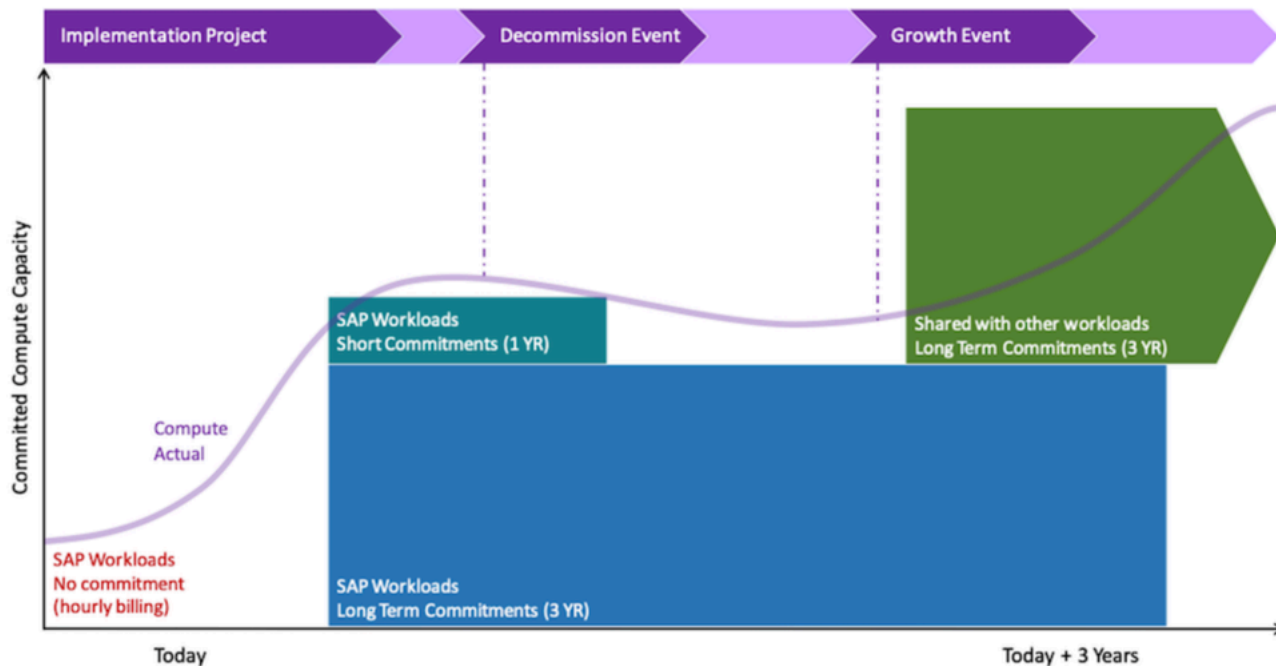 Implementation Project
Decommission Event
Growth Event
Committed Compute Capacity
SAP Workloads
Short Commitments (1 YR)
Shared with other workloads
Long Term Commitments (3 YR)
Compute
Actual
SAP Workloads
No commitment
(hourly billing)
SAP Workloads
Long Term Commitments (3 YR)
Today
Today + 3 Years